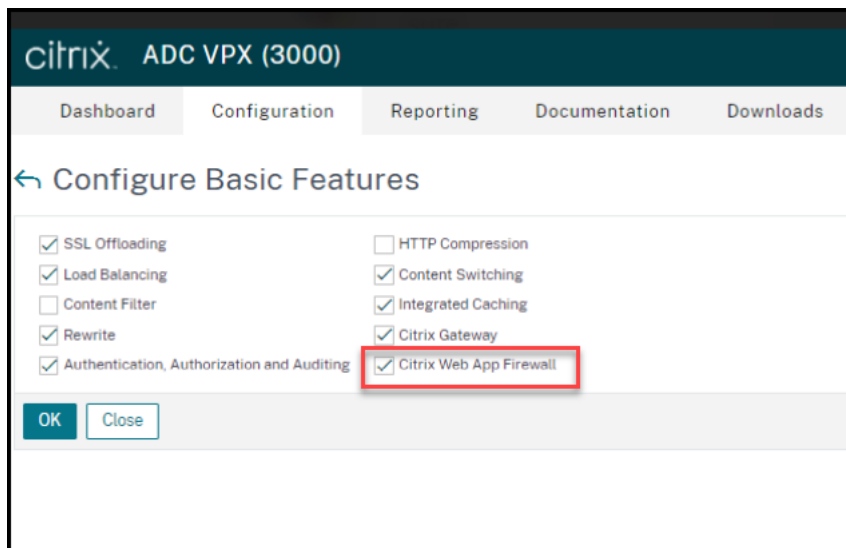 citrix. ADC VPX (3000)
Dashboard Configuration Reporting Documentation Downloads
Configure Basic Features
SSL Offloading HTTP Compression
Load Balancing Content Switching
Content Filter Integrated Caching
Rewrite Citrix Gateway
Authentication, Authorization and Auditing Citrix Web App Firewall
OK Close